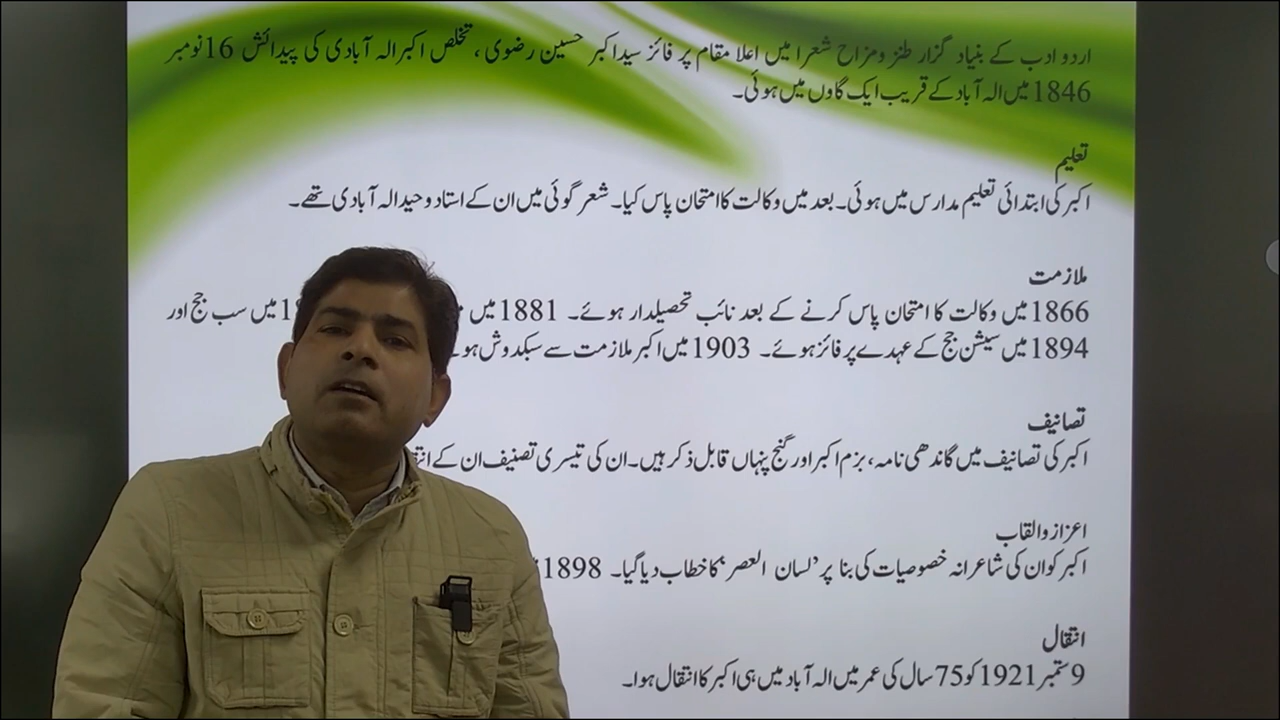 اردو ادب کے بنیاد گزار طنز ومزاح شعرا میں اعلا مقام پر فائز سید اکبر حسین رضوی ، تخلص اکبر الہ آبادی کی پیدائش 16 نومبر
1846 میں الہ آباد کے قریب ایک گاوں میں ہوئی۔
تعلیم
اکبر کی ابتدائی تعلیم مدارس میں ہوئی۔ بعد میں وکالت کا امتحان پاس کیا۔ شعر گوئی میں ان کے استاد وحید الہ آبادی تھے۔
ملازمت
1866 میں وکالت کا امتحان پاس کرنے کے بعد نائب تحصیلدار ہوئے۔ 1881 میں میں سب جج اور
1894 میں سیشن جج کے عہدے پر فائز ہوئے۔ 1903 میں اکبر ملازمت سے سبکدوش
تصانیف
اکبر کی تصانیف میں گاندھی نامہ، بزم اکبر اور گنج پنہاں قابل ذکر ہیں۔ ان کی تیسری تصنیف ان کے
اعزاز والقاب
اکبر کو ان کی شاعرانہ خصوصیات کی بنا پر ’لسان العصر‘ کا خطاب دیا گیا۔ 1898
انتقال
9 ستمبر 1921 کو 75 سال کی عمر میں الہ آباد میں ہی اکبر کا انتقال ہوا۔